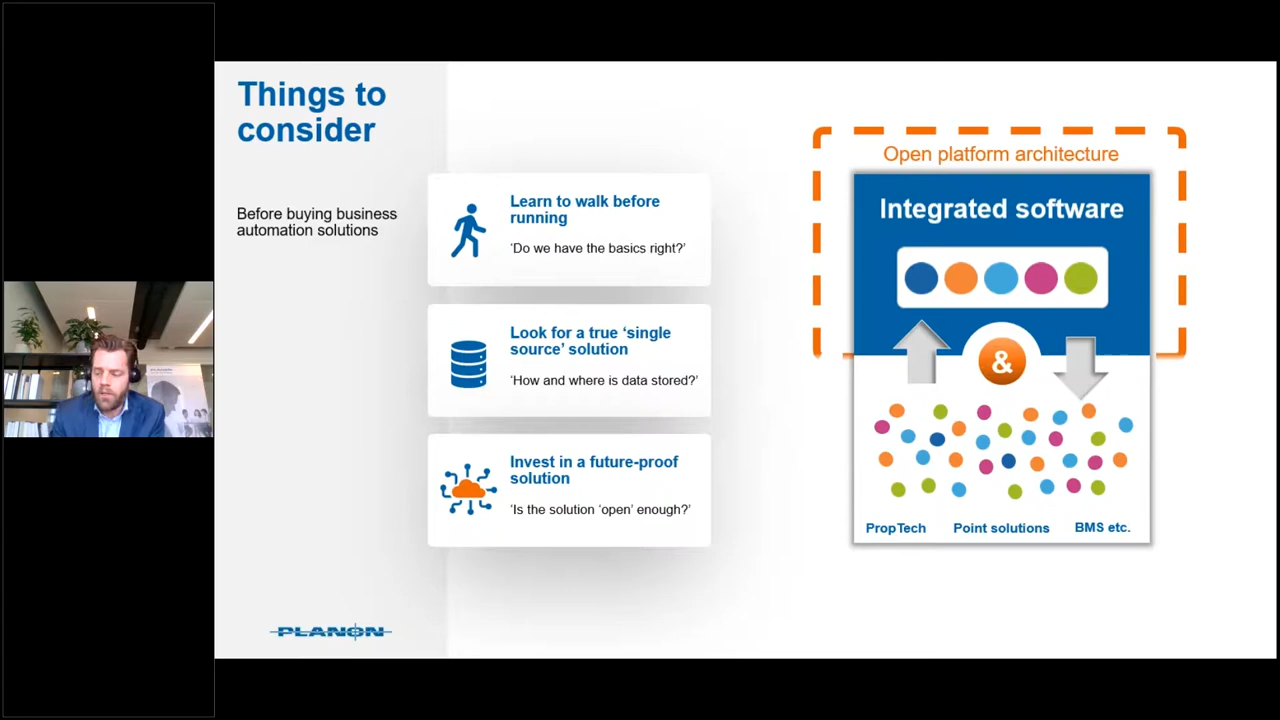 Things to
consider
Before buying business
automation solutions
Learn to walk before
running
‘Do we have the basics right?’
Look for a true ‘single
source’ solution
‘How and where is data stored?’
Invest in a future-proof
solution
‘Is the solution ‘open’ enough?’
Open platform architecture
Integrated software
&
PropTech
Point solutions
BMS etc.
PLANON